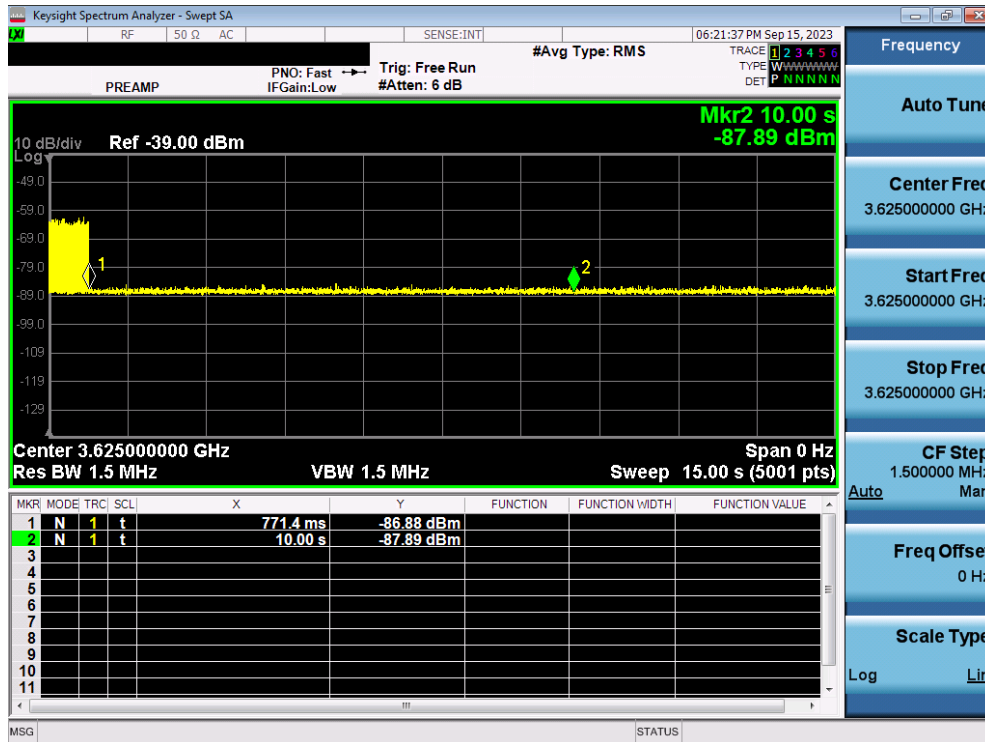 Keysight Spectrum Analyzer - Swept SA
LXI RF 50 Ω AC SENSE:INT 06:21:37 PM Sep 15, 2023
#Avg Type: RMS TRACE 1 2 3 4 5 6
PNO: Fast Trig: Free Run TYPE WWWWWW
PREAMP IFGain:Low #Atten: 6 dB DET P N N N N N
Mkr2 10.00 s
-87.89 dBm
10 dB/div Ref -39.00 dBm
Log
-49.0
-59.0
-69.0
1
2
-79.0
-89.0
-99.0
-109
-119
-129
Center 3.625000000 GHz Span 0 Hz
Res BW 1.5 MHz VBW 1.5 MHz Sweep 15.00 s (5001 pts)
MKR MODE TRC SCL X Y FUNCTION FUNCTION WIDTH FUNCTION VALUE
1 N 1 t 771.4 ms -86.88 dBm
2 N 1 t 10.00 s -87.89 dBm
3
4
5
6
7
8
9
10
11
MSG STATUS
Frequency
Auto Tune
Center Freq
3.625000000 GHz
Start Freq
3.625000000 GHz
Stop Freq
3.625000000 GHz
CF Step
1.500000 MHz
Auto Man
Freq Offset
0 Hz
Scale Type
Log Lin